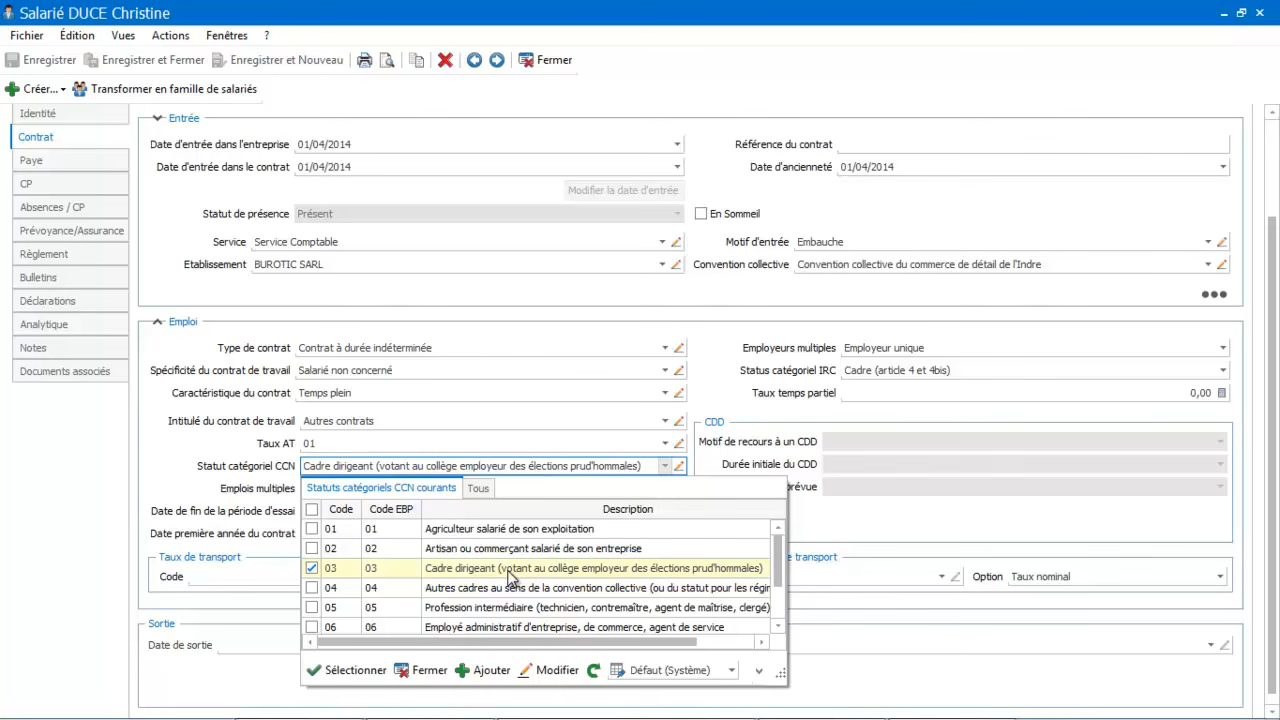 Salarié DUCE Christine
Fichier Édition Vues Actions Fenêtres ?
Enregistrer Enregistrer et Fermer Enregistrer et Nouveau Fermer
Créer... Transformer en famille de salariés
Identité
Contrat
Paye
CP
Absences / CP
Prévoyance/Assurance
Règlement
Bulletins
Déclarations
Analytique
Notes
Documents associés
Entrée
Date d'entrée dans l'entreprise 01/04/2014 Référence du contrat
Date d'entrée dans le contrat 01/04/2014 Date d'ancienneté 01/04/2014
Modifier la date d'entrée
Statut de présence Présent En Sommeil
Service Service Comptable Motif d'entrée Embauche
Etablissement BUROTIC SARL Convention collective Convention collective du commerce de détail de l'Indre
Emploi
Type de contrat Contrat à durée indéterminée Employeurs multiples Employeur unique
Spécificité du contrat de travail Salarié non concerné Status catégoriel IRC Cadre (article 4 et 4bis)
Caractéristique du contrat Temps plein Taux temps partiel 0,00
Intitulé du contrat de travail Autres contrats CDD
Taux AT 01 Motif de recours à un CDD
Statut catégoriel CCN Cadre dirigeant (votant au collège employeur des élections prud'hommales) Durée initiale du CDD
Emplois multiples Statuts catégoriels CCN courants Tous prévue
Date de fin de la période d'essai Code Code EBP Description
Date première année du contrat 01 01 Agriculteur salarié de son exploitation
02 02 Artisan ou commerçant salarié de son entreprise
Taux de transport e transport
03 03 Cadre dirigeant (votant au collège employeur des élections prud'hommales)
Code Option Taux nominal
04 04 Autres cadres au sens de la convention collective (ou du statut pour les régir
05 05 Profession intermédiaire (technicien, contremaître, agent de maîtrise, clergé)
06 06 Employé administratif d'entreprise, de commerce, agent de service
Sortie
Date de sortie
Sélectionner Fermer Ajouter Modifier Défaut (Système)